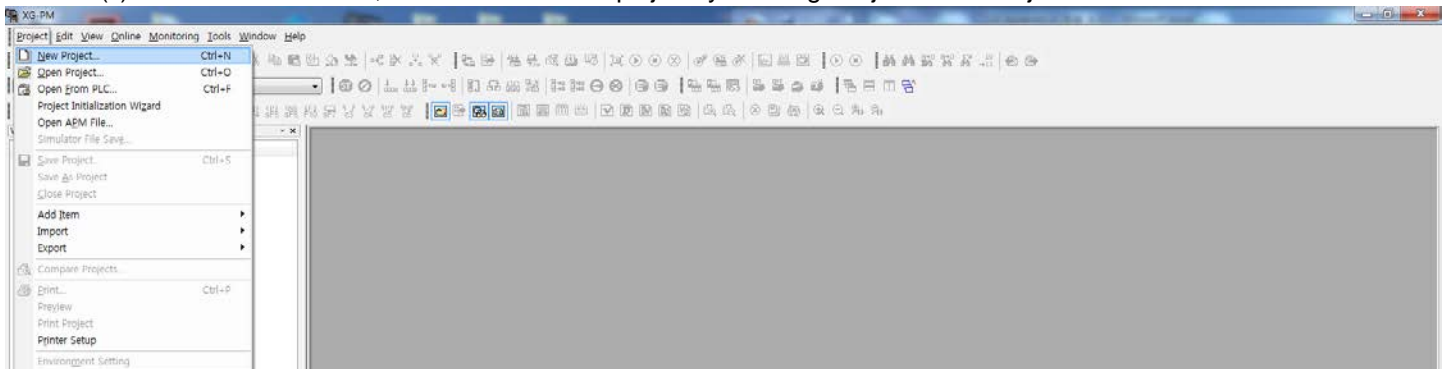 XG-PM
Project Edit View Online Monitoring Tools Window Help
New Project... Ctrl+N
Open Project... Ctrl+O
Open From PLC... Ctrl+F
Project Initialization Wizard
Open APM File...
Simulator File Save...
Save Project.. Ctrl+S
Save As Project
Close Project
Add Item
Import
Export
Compare Projects...
Print... Ctrl+P
Preview
Print Project
Printer Setup
Environment Setting